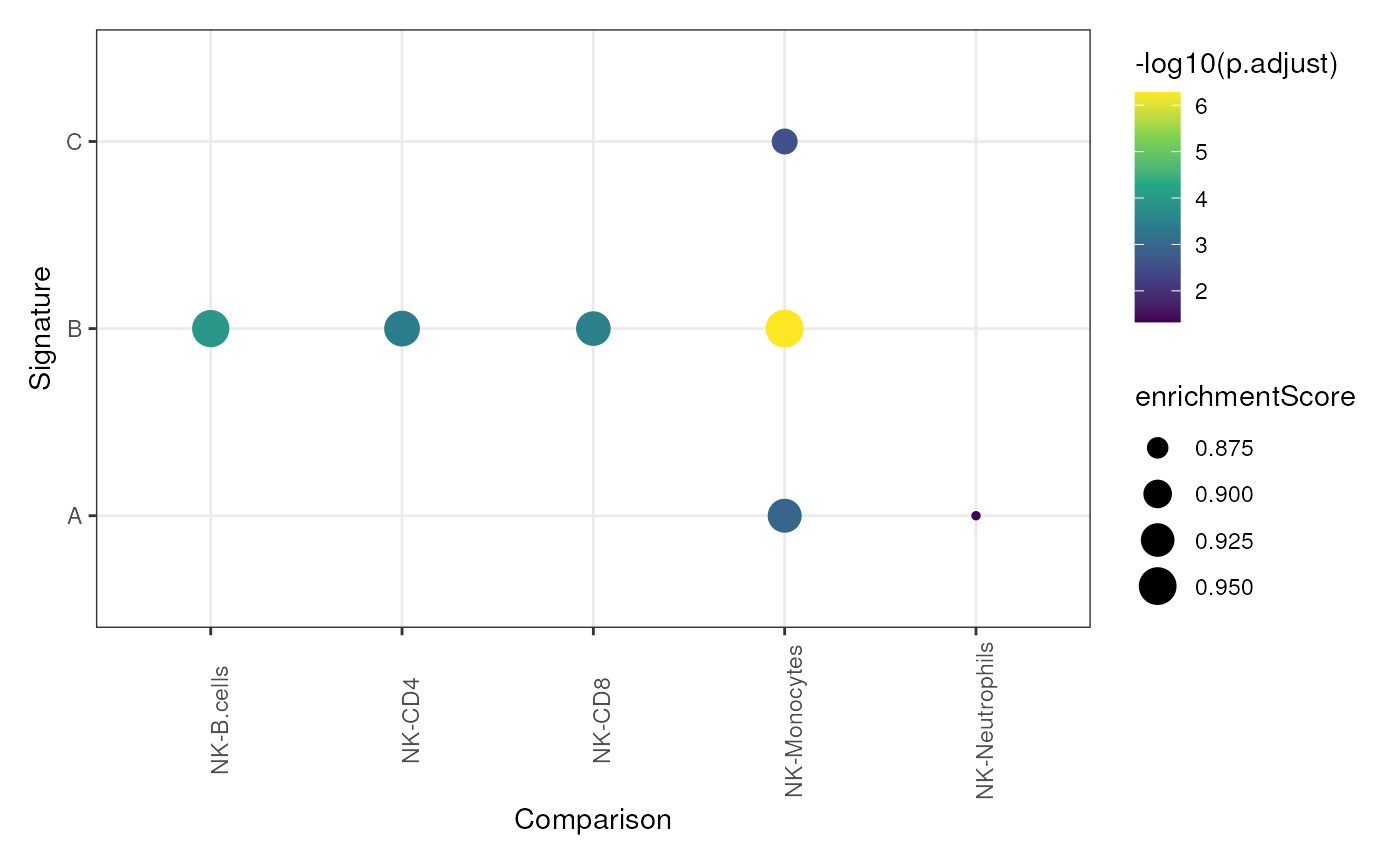 C
B
A
Signature
NK-B.cells
NK-CD4
NK-CD8
NK-Monocytes
NK-Neutrophils
Comparison
-log10(p.adjust)
6
5
4
3
2
enrichmentScore
0.875
0.900
0.925
0.950